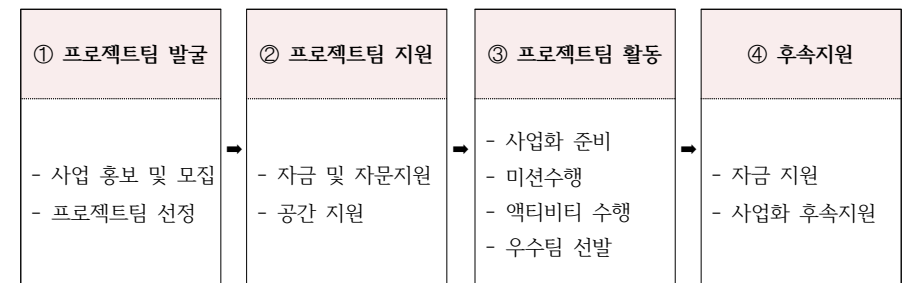 ① 프로젝트팀 발굴
- 사업 홍보 및 모집
- 프로젝트팀 선정
➡
② 프로젝트팀 지원
- 자금 및 자문지원
- 공간 지원
➡
③ 프로젝트팀 활동
- 사업화 준비
- 미션수행
- 액티비티 수행
- 우수팀 선발
➡
④ 후속지원
- 자금 지원
- 사업화 후속지원